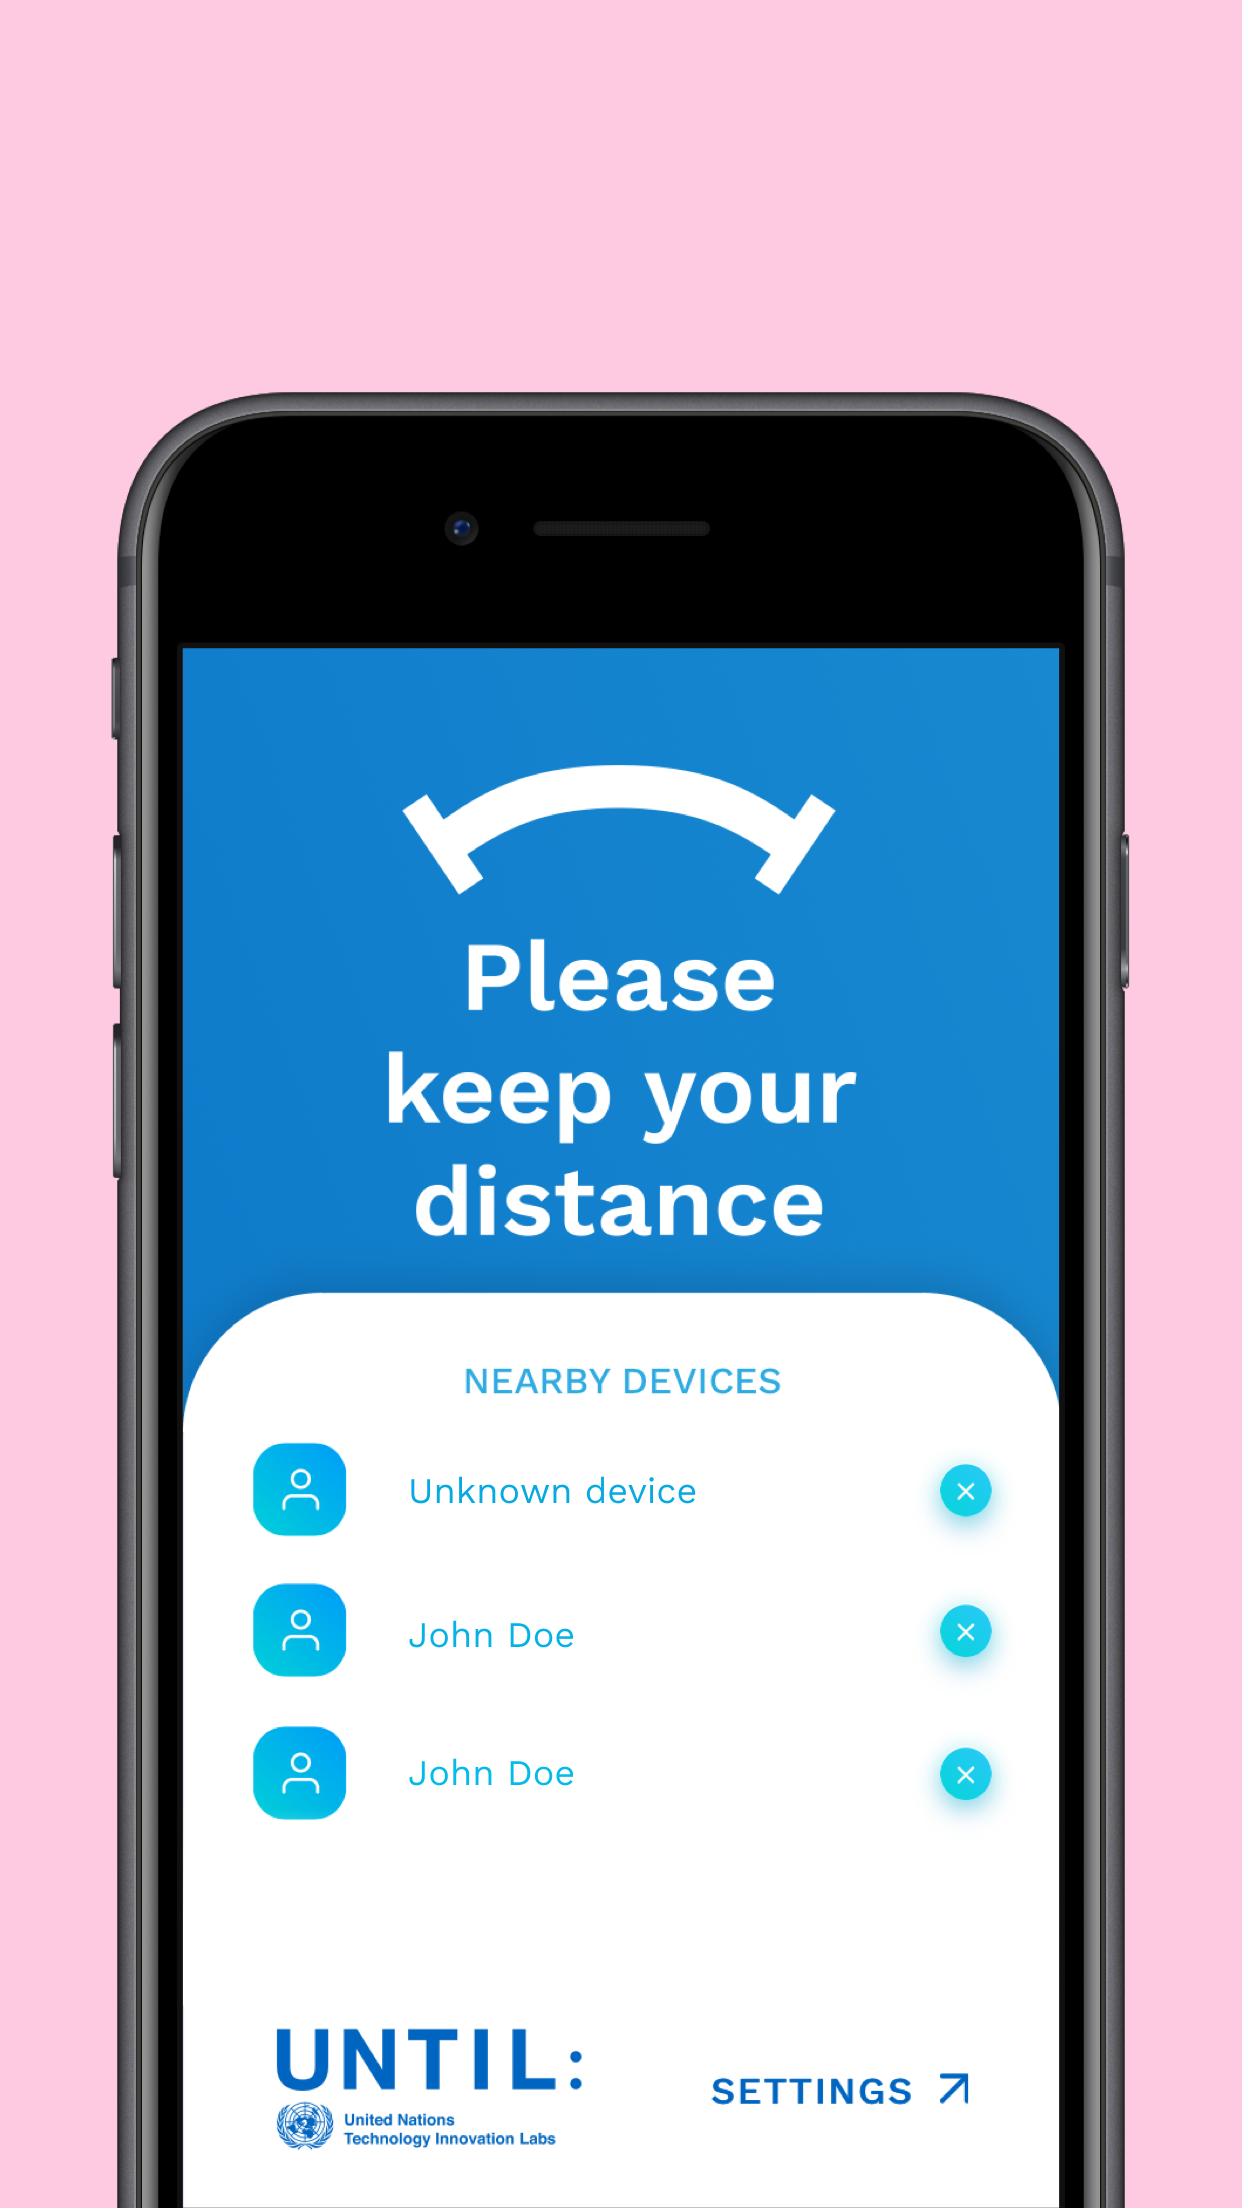 Please
keep your
distance
NEARBY DEVICES
Unknown device
John Doe
John Doe
UNTIL:
United Nations
Technology Innovation Labs
SETTINGS